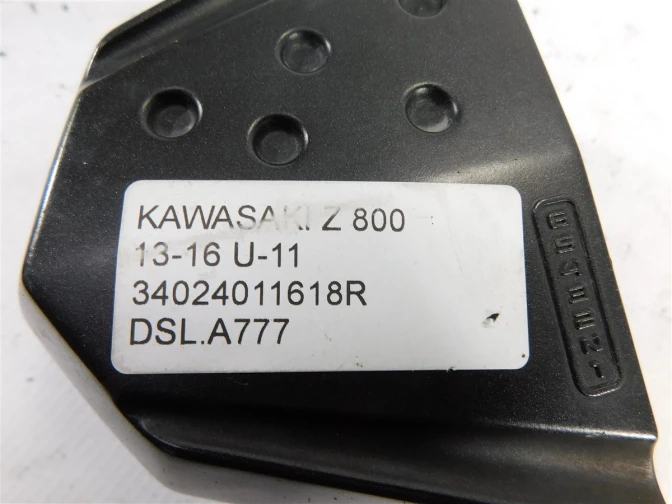 KAWASAKI Z 800
13-16 U-11
34024011618R
DSL.A777